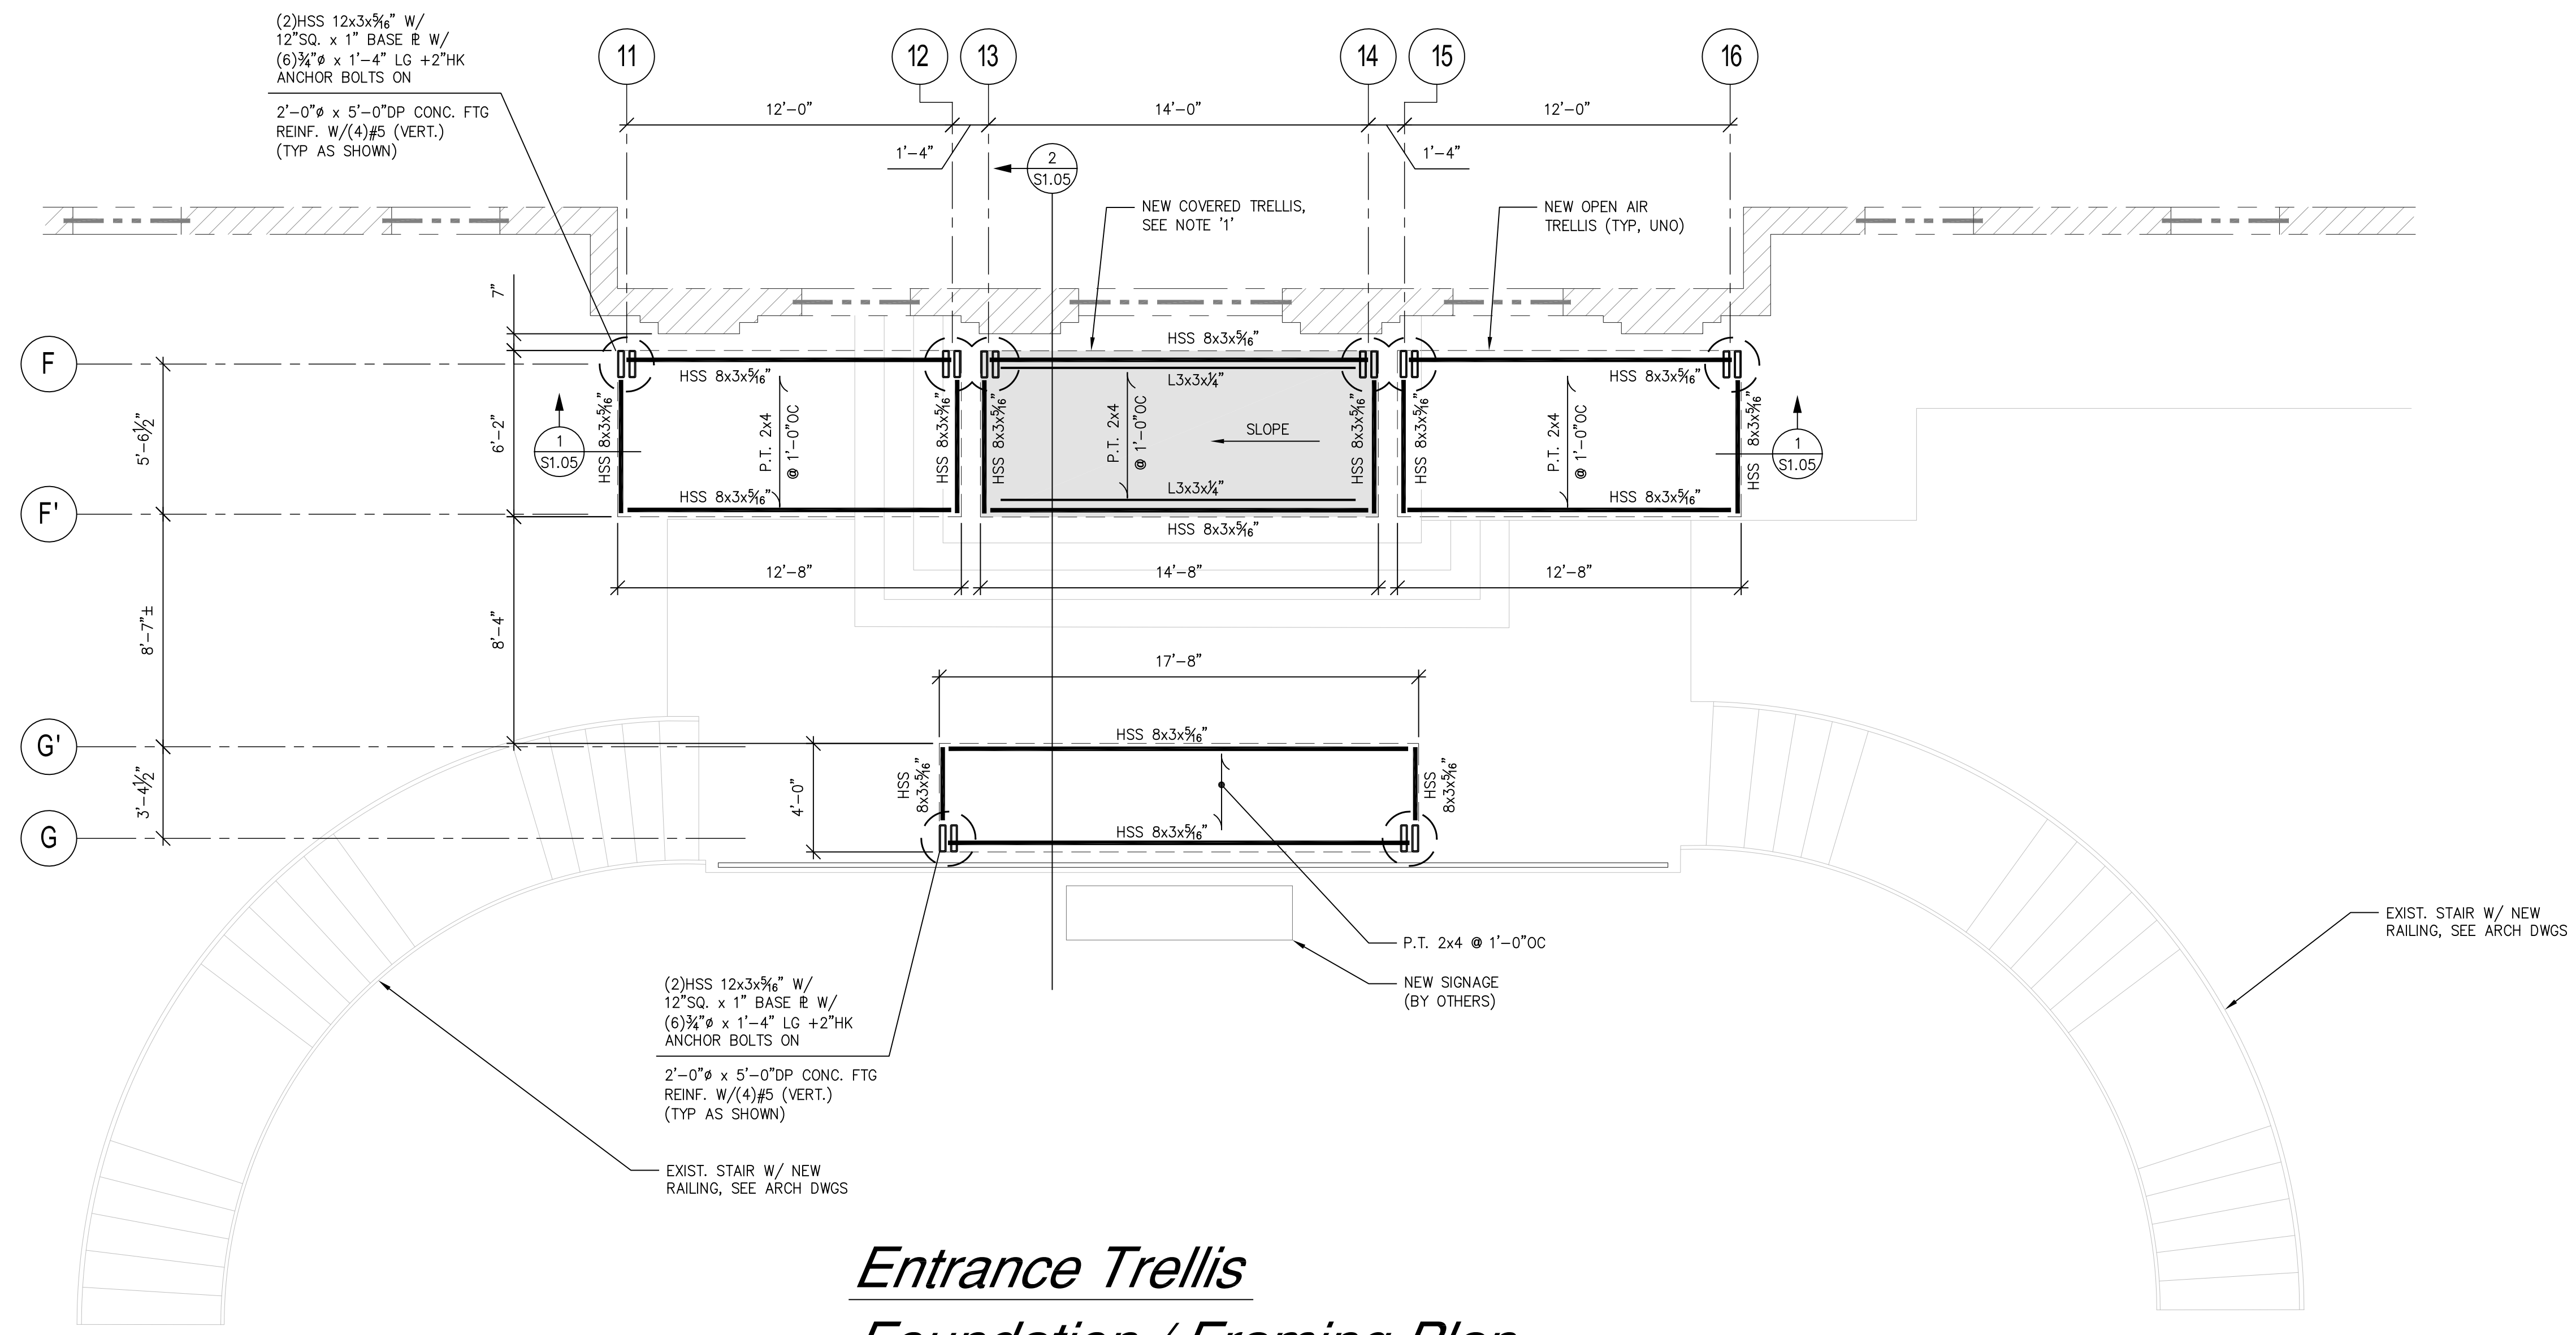 (2)HSS 12x3x5/16" W/
12"SQ. x 1" BASE ℄ W/
(6)3/4"ø x 1'-4" LG +2"HK
ANCHOR BOLTS ON
2'-0"ø x 5'-0"DP CONC. FTG
REINF. W/(4)#5 (VERT.)
(TYP AS SHOWN)
11
12
13
14
15
16
12'-0"
14'-0"
12'-0"
1'-4"
1'-4"
2
S1.05
NEW COVERED TRELLIS,
SEE NOTE '1'
NEW OPEN AIR
TRELLIS (TYP, UNO)
7"
F
F'
G'
G
5'-6 1/2"
8'-7"±
3'-4 1/2"
6'-2"
8'-4"
1
S1.05
HSS 8x3x5/16"
HSS 8x3x5/16"
P.T. 2x4
@ 1'-0"OC
HSS 8x3x5/16"
HSS 8x3x5/16"
HSS 8x3x5/16"
HSS 8x3x5/16"
L3x3x1/4"
P.T. 2x4
@ 1'-0"OC
SLOPE
L3x3x1/4"
HSS 8x3x5/16"
HSS 8x3x5/16"
HSS 8x3x5/16"
HSS 8x3x5/16"
P.T. 2x4
@ 1'-0"OC
HSS 8x3x5/16"
HSS
8x3x5/16"
1
S1.05
12'-8"
14'-8"
12'-8"
17'-8"
HSS 8x3x5/16"
4'-0"
HSS
8x3x5/16"
HSS
8x3x5/16"
HSS 8x3x5/16"
P.T. 2x4 @ 1'-0"OC
NEW SIGNAGE
(BY OTHERS)
EXIST. STAIR W/ NEW
RAILING, SEE ARCH DWGS
(2)HSS 12x3x5/16" W/
12"SQ. x 1" BASE ℄ W/
(6)3/4"ø x 1'-4" LG +2"HK
ANCHOR BOLTS ON
2'-0"ø x 5'-0"DP CONC. FTG
REINF. W/(4)#5 (VERT.)
(TYP AS SHOWN)
EXIST. STAIR W/ NEW
RAILING, SEE ARCH DWGS
Entrance Trellis
Foundation / Framing Plan